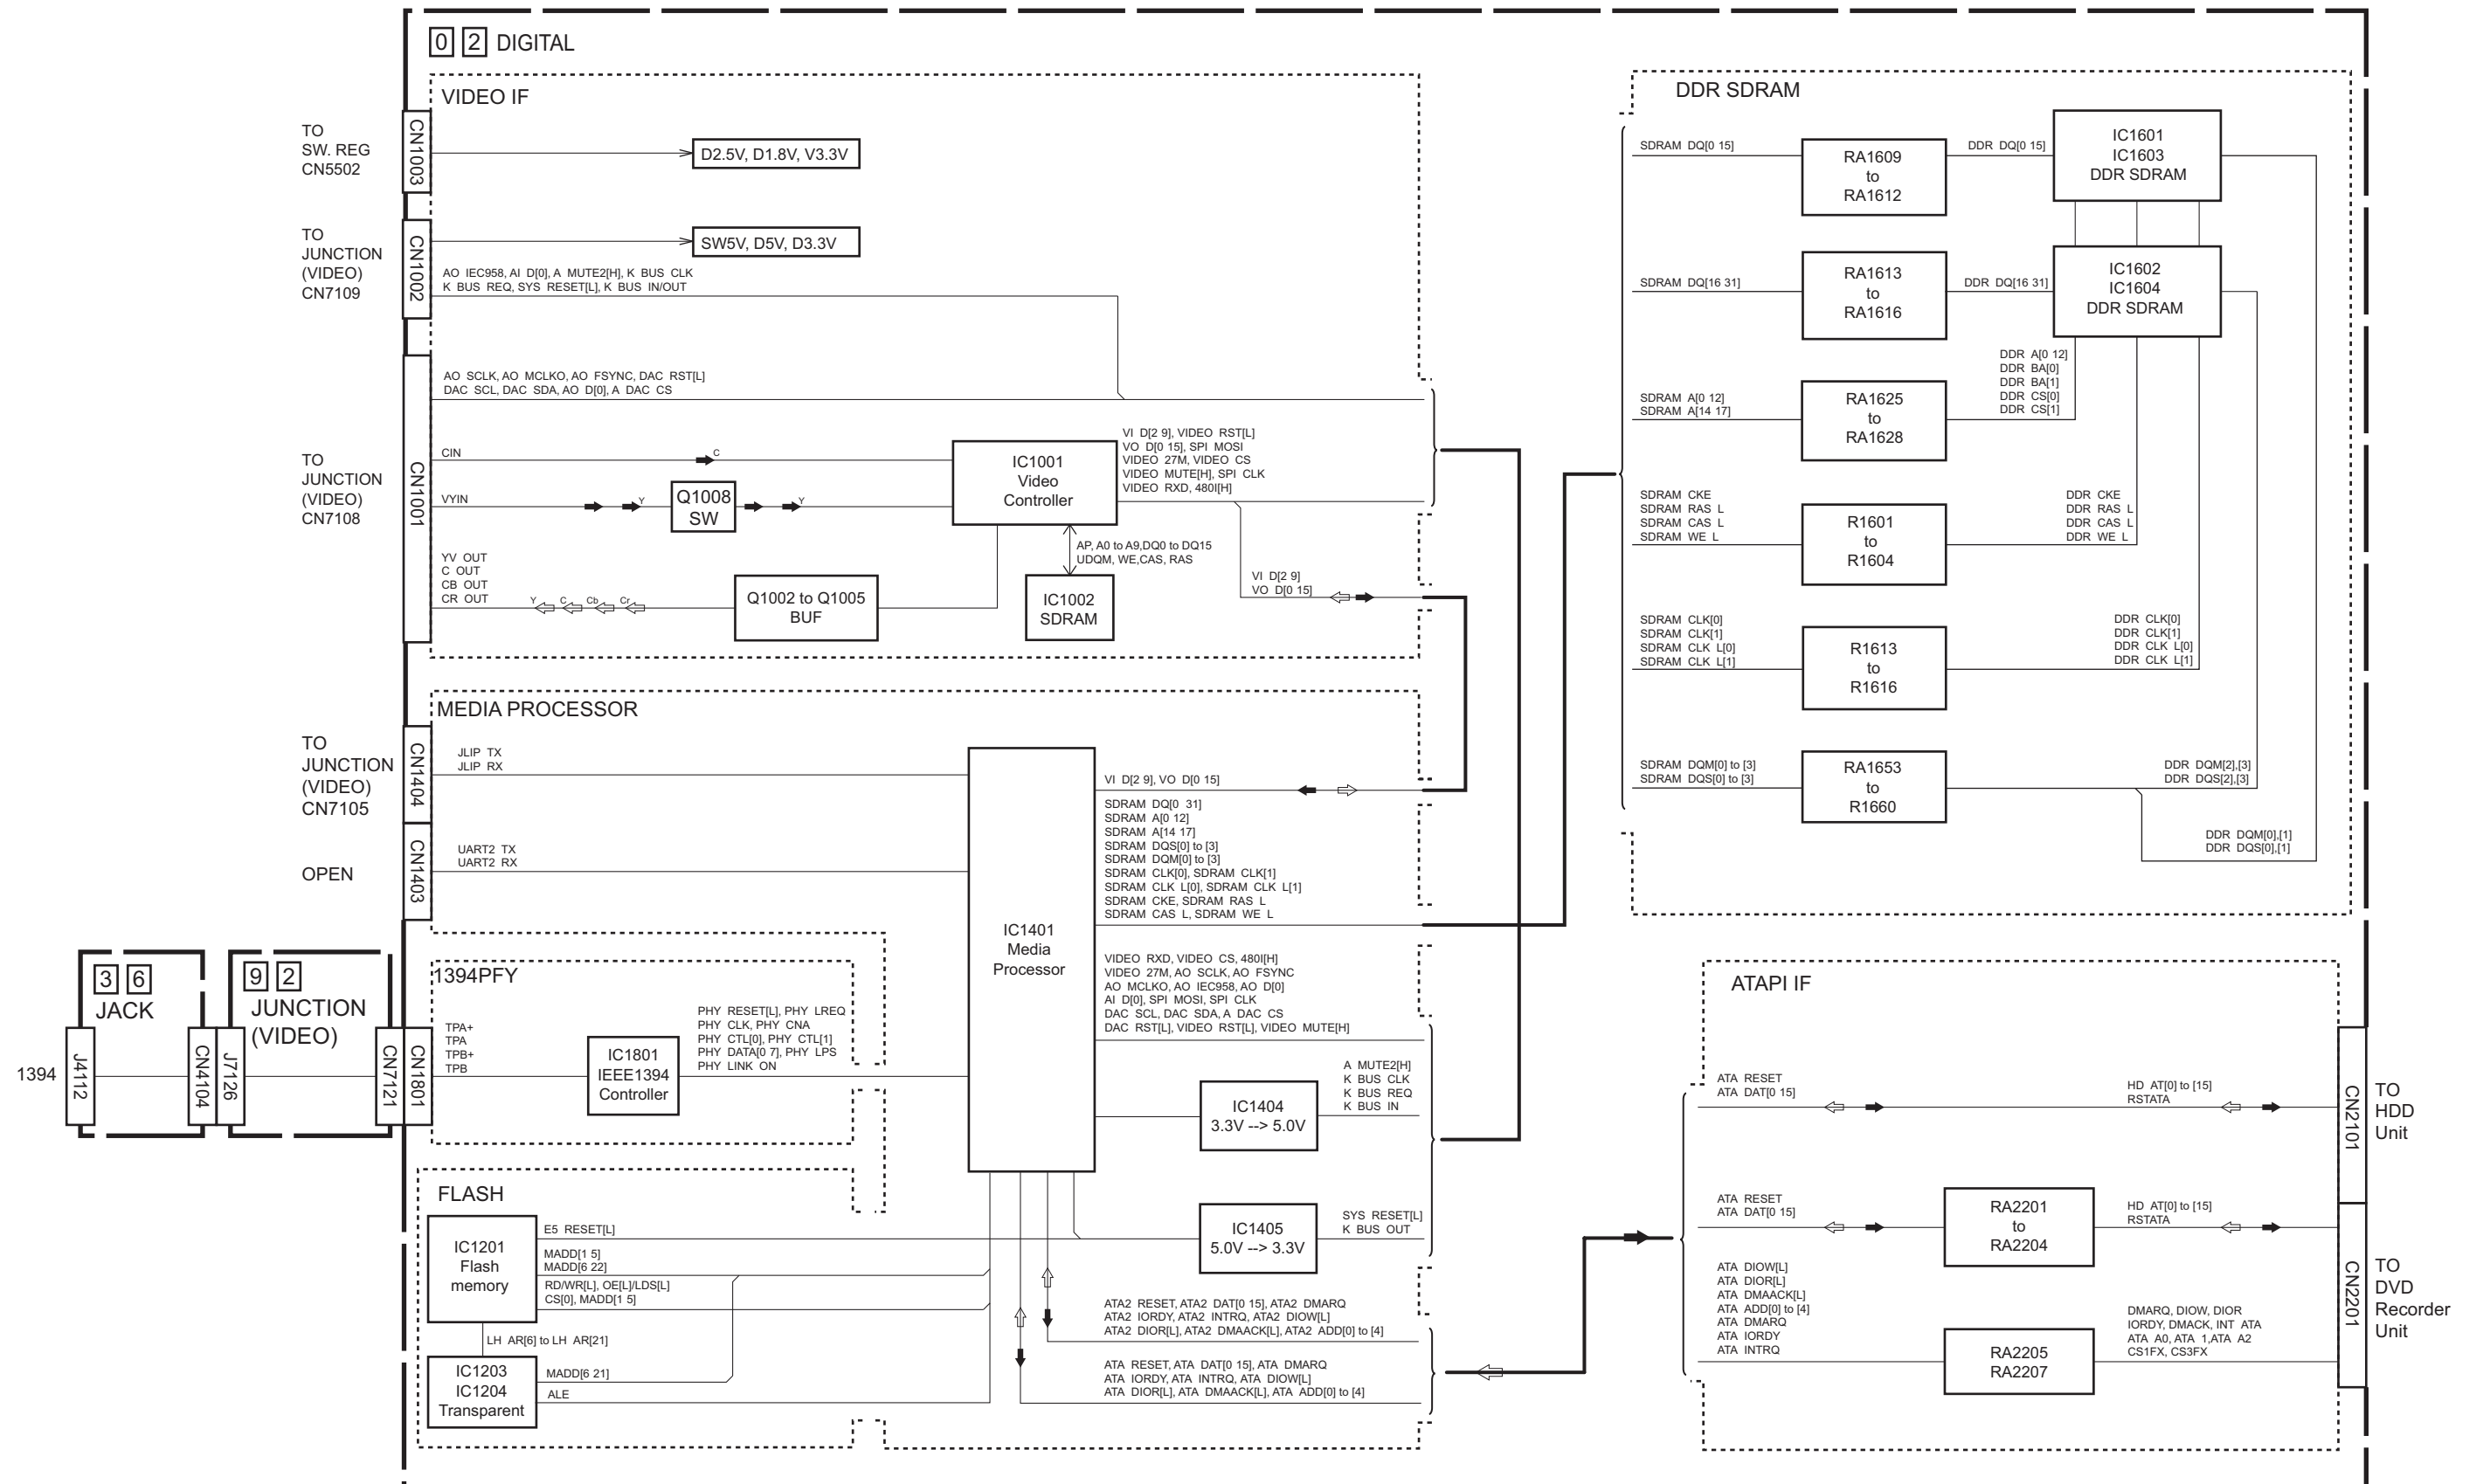 0 2 DIGITAL
VIDEO IF
TO
SW. REG
CN5502
CN1003
D2.5V, D1.8V, V3.3V
TO
JUNCTION
(VIDEO)
CN7109
CN1002
SW5V, D5V, D3.3V
AO IEC958, AI D[0], A MUTE2[H], K BUS CLK
K BUS REQ, SYS RESET[L], K BUS IN/OUT
AO SCLK, AO MCLKO, AO FSYNC, DAC RST[L]
DAC SCL, DAC SDA, AO D[0], A DAC CS
TO
JUNCTION
(VIDEO)
CN7108
CN1001
CIN
C
VYIN
Y
Q1008
SW
Y
IC1001
Video
Controller
VI D[2 9], VIDEO RST[L]
VO D[0 15], SPI MOSI
VIDEO 27M, VIDEO CS
VIDEO MUTE[H], SPI CLK
VIDEO RXD, 480I[H]
AP, A0 to A9,DQ0 to DQ15
UDQM, WE,CAS, RAS
YV OUT
C OUT
CB OUT
CR OUT
Y C Cb Cr
Q1002 to Q1005
BUF
IC1002
SDRAM
VI D[2 9]
VO D[0 15]
MEDIA PROCESSOR
TO
JUNCTION
(VIDEO)
CN7105
CN1404
JLIP TX
JLIP RX
OPEN
CN1403
UART2 TX
UART2 RX
IC1401
Media
Processor
VI D[2 9], VO D[0 15]
SDRAM DQ[0 31]
SDRAM A[0 12]
SDRAM A[14 17]
SDRAM DQS[0] to [3]
SDRAM DQM[0] to [3]
SDRAM CLK[0], SDRAM CLK[1]
SDRAM CLK L[0], SDRAM CLK L[1]
SDRAM CKE, SDRAM RAS L
SDRAM CAS L, SDRAM WE L
VIDEO RXD, VIDEO CS, 480I[H]
VIDEO 27M, AO SCLK, AO FSYNC
AO MCLKO, AO IEC958, AO D[0]
AI D[0], SPI MOSI, SPI CLK
DAC SCL, DAC SDA, A DAC CS
DAC RST[L], VIDEO RST[L], VIDEO MUTE[H]
IC1404
3.3V --> 5.0V
A MUTE2[H]
K BUS CLK
K BUS REQ
K BUS IN
IC1405
5.0V --> 3.3V
SYS RESET[L]
K BUS OUT
ATA2 RESET, ATA2 DAT[0 15], ATA2 DMARQ
ATA2 IORDY, ATA2 INTRQ, ATA2 DIOW[L]
ATA2 DIOR[L], ATA2 DMAACK[L], ATA2 ADD[0] to [4]
ATA RESET, ATA DAT[0 15], ATA DMARQ
ATA IORDY, ATA INTRQ, ATA DIOW[L]
ATA DIOR[L], ATA DMAACK[L], ATA ADD[0] to [4]
3 6
JACK
9 2
JUNCTION
(VIDEO)
1394
J4112
CN4104
J7126
CN7121
CN1801
1394PFY
TPA+
TPA
TPB+
TPB
IC1801
IEEE1394
Controller
PHY RESET[L], PHY LREQ
PHY CLK, PHY CNA
PHY CTL[0], PHY CTL[1]
PHY DATA[0 7], PHY LPS
PHY LINK ON
FLASH
IC1201
Flash
memory
E5 RESET[L]
MADD[1 5]
MADD[6 22]
RD/WR[L], OE[L]/LDS[L]
CS[0], MADD[1 5]
LH AR[6] to LH AR[21]
IC1203
IC1204
Transparent
MADD[6 21]
ALE
DDR SDRAM
SDRAM DQ[0 15]
RA1609
to
RA1612
DDR DQ[0 15]
IC1601
IC1603
DDR SDRAM
SDRAM DQ[16 31]
RA1613
to
RA1616
DDR DQ[16 31]
IC1602
IC1604
DDR SDRAM
SDRAM A[0 12]
SDRAM A[14 17]
RA1625
to
RA1628
DDR A[0 12]
DDR BA[0]
DDR BA[1]
DDR CS[0]
DDR CS[1]
SDRAM CKE
SDRAM RAS L
SDRAM CAS L
SDRAM WE L
R1601
to
R1604
DDR CKE
DDR RAS L
DDR CAS L
DDR WE L
SDRAM CLK[0]
SDRAM CLK[1]
SDRAM CLK L[0]
SDRAM CLK L[1]
R1613
to
R1616
DDR CLK[0]
DDR CLK[1]
DDR CLK L[0]
DDR CLK L[1]
SDRAM DQM[0] to [3]
SDRAM DQS[0] to [3]
RA1653
to
R1660
DDR DQM[2],[3]
DDR DQS[2],[3]
DDR DQM[0],[1]
DDR DQS[0],[1]
ATAPI IF
ATA RESET
ATA DAT[0 15]
HD AT[0] to [15]
RSTATA
CN2101
TO
HDD
Unit
ATA RESET
ATA DAT[0 15]
RA2201
to
RA2204
HD AT[0] to [15]
RSTATA
ATA DIOW[L]
ATA DIOR[L]
ATA DMAACK[L]
ATA ADD[0] to [4]
ATA DMARQ
ATA IORDY
ATA INTRQ
RA2205
RA2207
DMARQ, DIOW, DIOR
IORDY, DMACK, INT ATA
ATA A0, ATA 1,ATA A2
CS1FX, CS3FX
CN2201
TO
DVD
Recorder
Unit